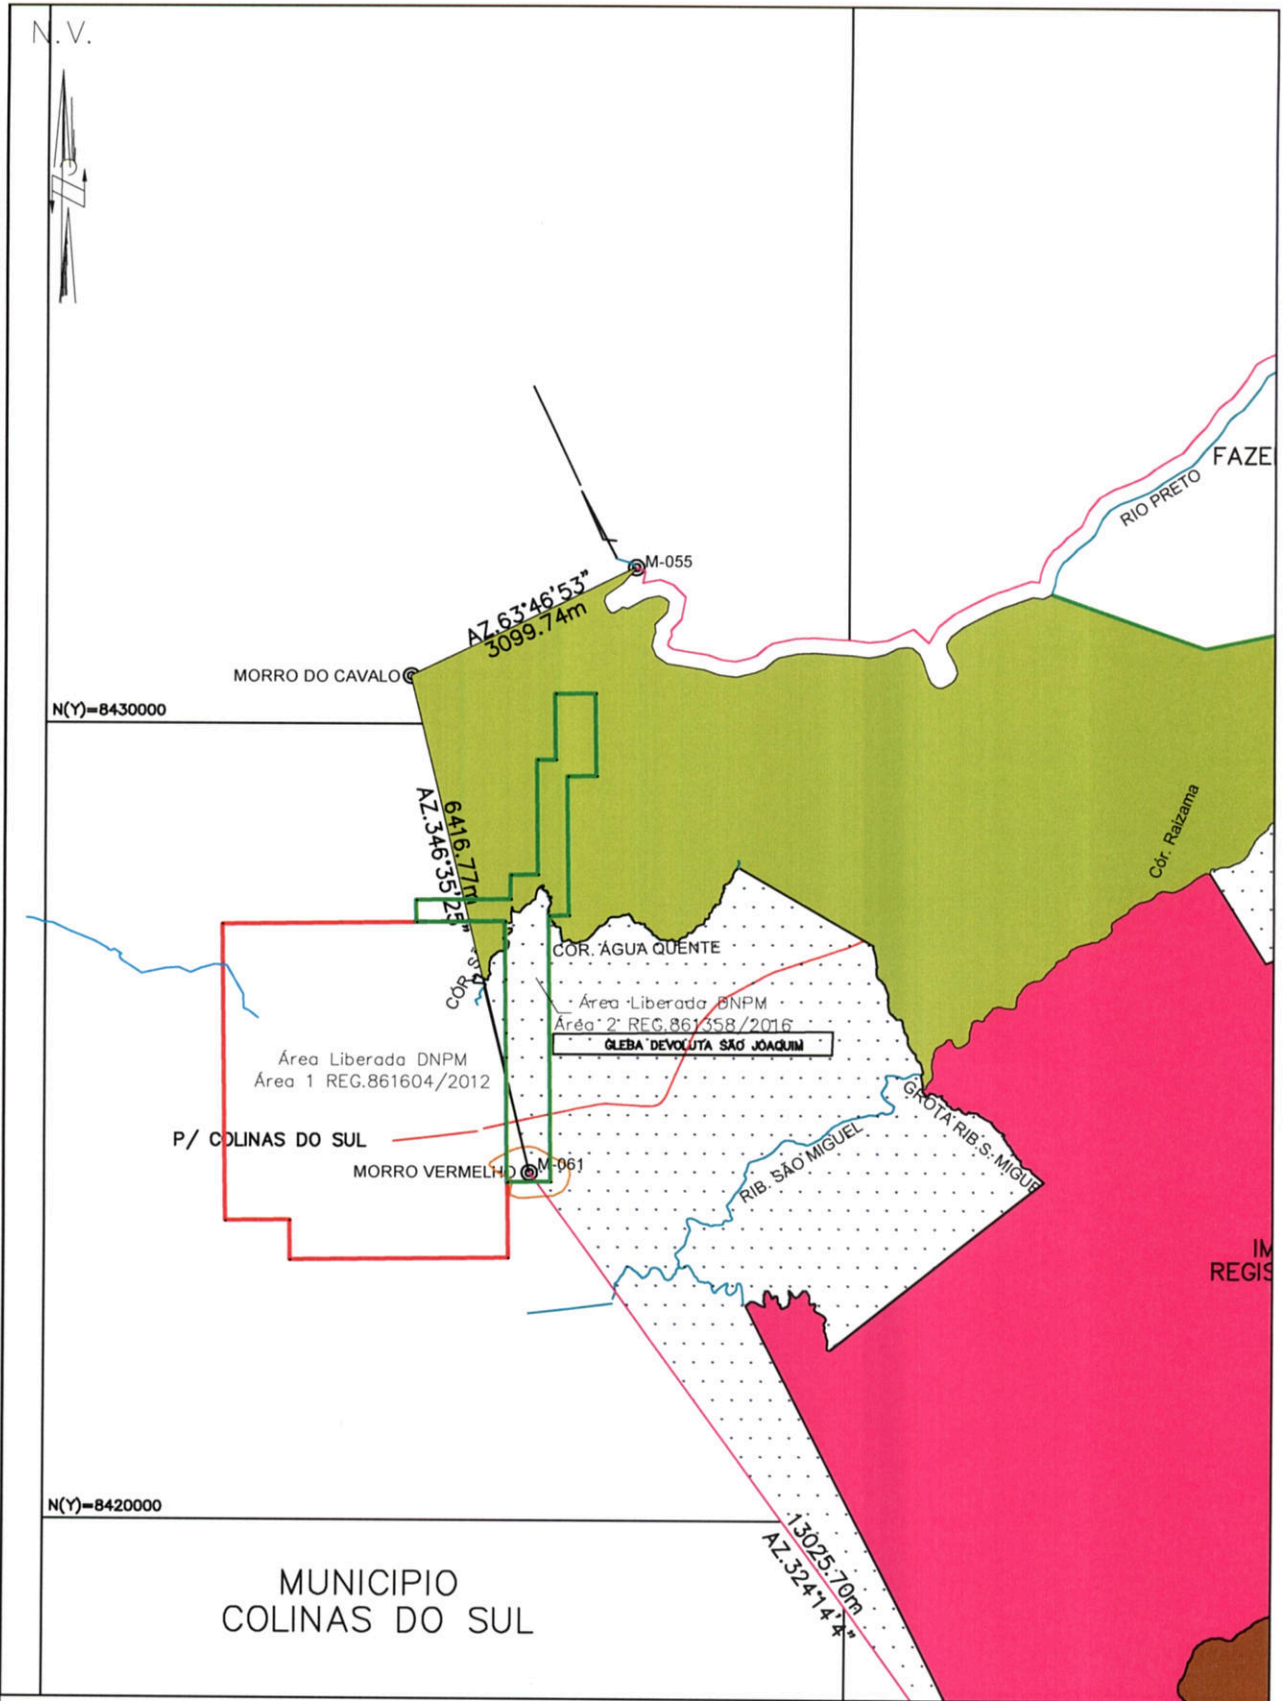 N.V.
FAZE
RIO PRETO
M-055
AZ.63°46'53"
3099.74m
MORRO DO CAVALO
N(Y)=8430000
6416.77m
AZ.346°35'25"
Cór. Raizama
CÓR. ÁGUA QUENTE
CÓR.
Área Liberada DNPM
Área 2 REG.861358/2016
GLEBA DEVOLUTA SÃO JOAQUIM
Área Liberada DNPM
Área 1 REG.861604/2012
P/ COLINAS DO SUL
MORRO VERMELHO
M-061
GROTA RIB.S. MIGUE
RIB. SÃO MIGUEL
IM
REGIS
N(Y)=8420000
13025.70m
AZ.324°14'4"
MUNICIPIO
COLINAS DO SUL